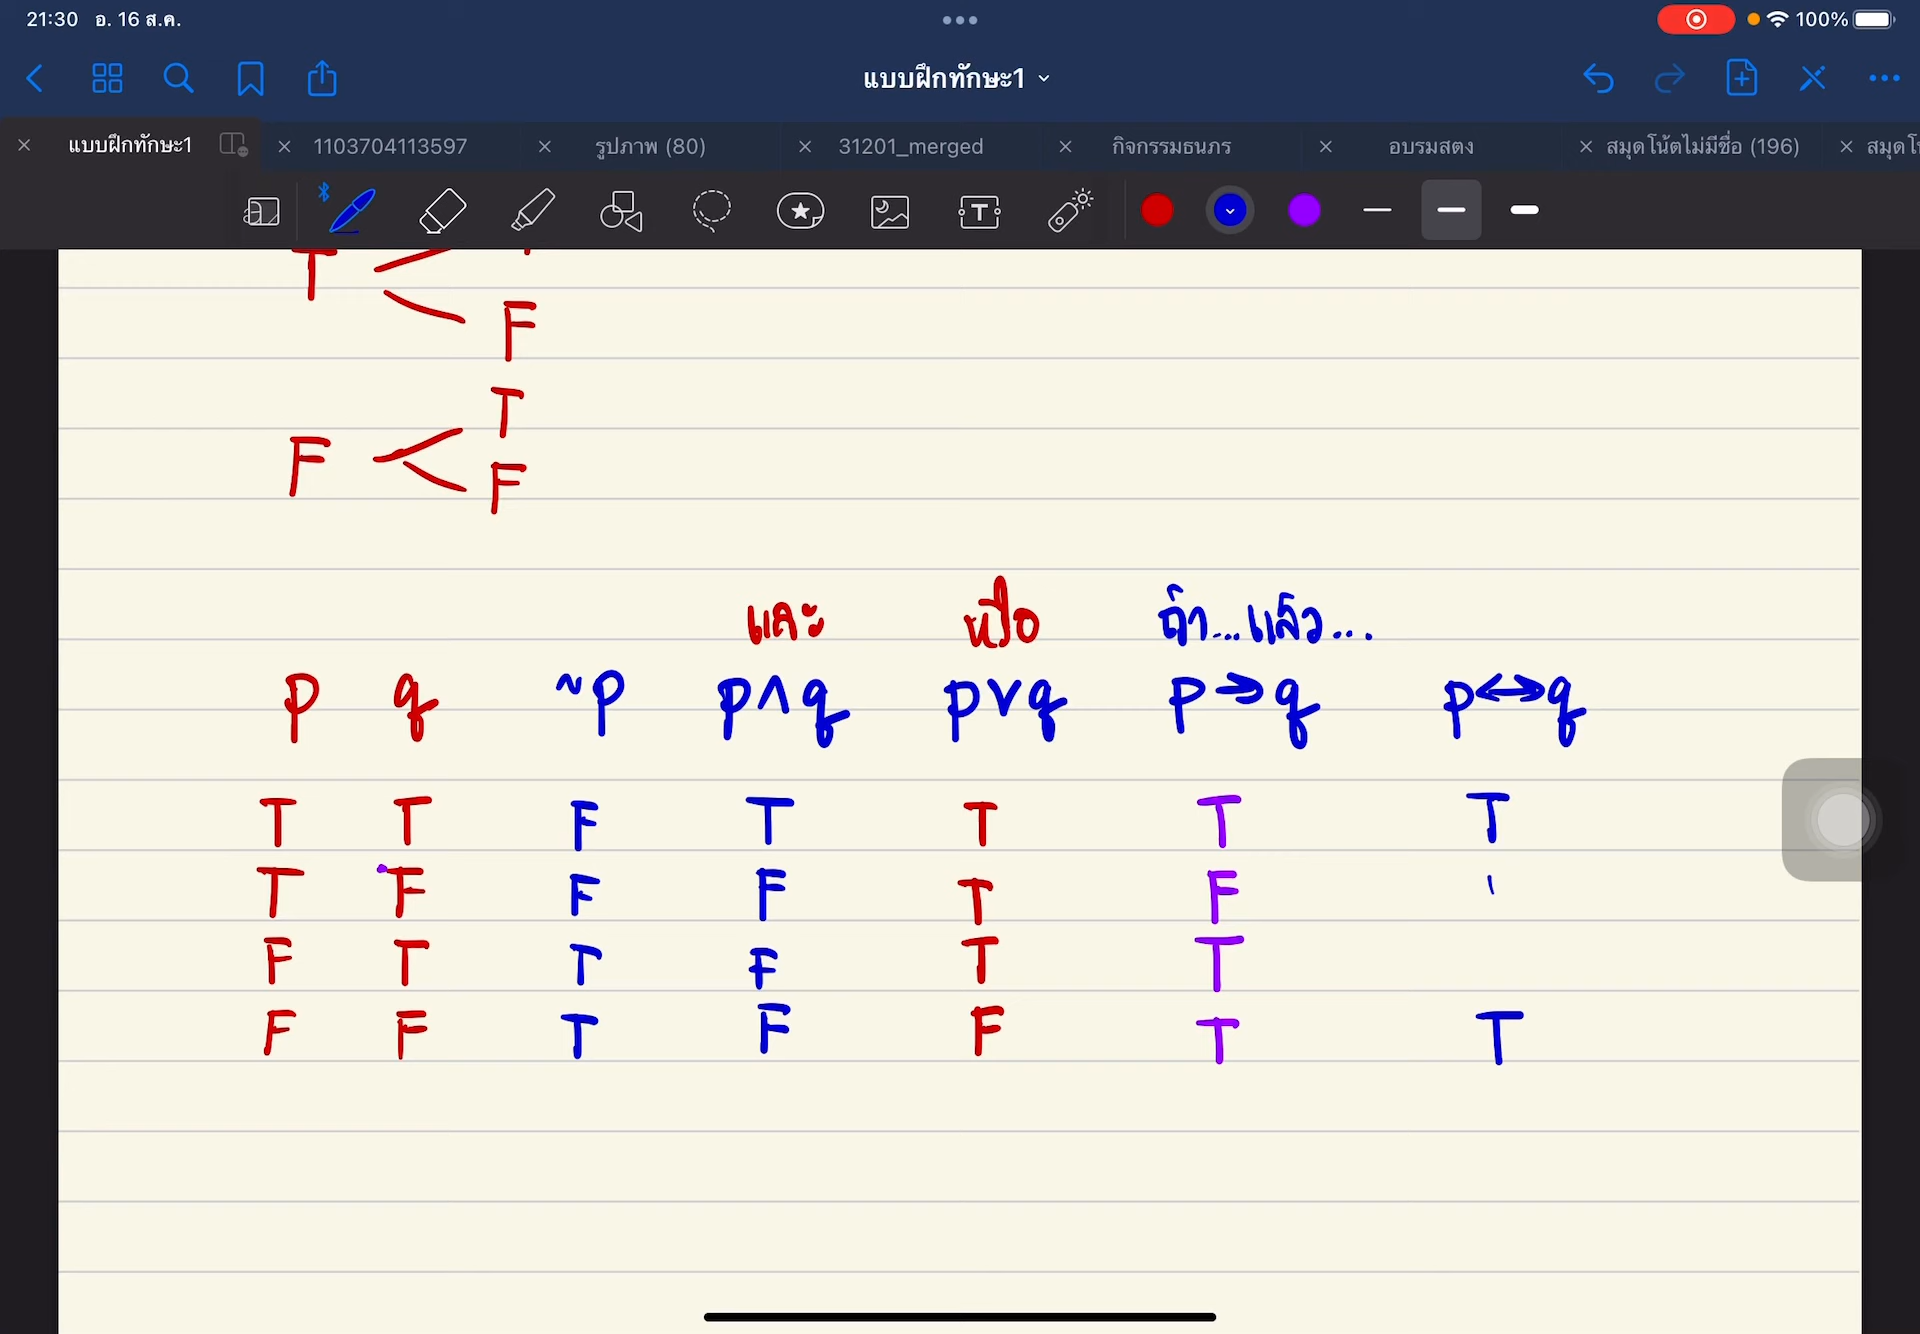 21:30 อ. 16 ส.ค. 100%
แบบฝึกทักษะ1
แบบฝึกทักษะ1 1103704113597 รูปภาพ (80) 31201_merged กิจกรรมธนภร อบรมสตง สมุดโน้ตไม่มีชื่อ (196)
T
F
T
F F
และ หรือ ถ้า...แล้ว...
p q ~p p∧q p∨q p→q p↔q
T T F T T T T
T F F F T F
F T T F T T
F F T F F T T